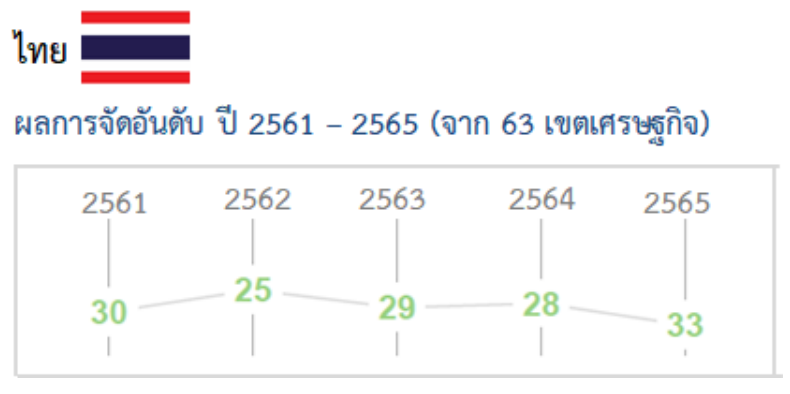 ไทย
ผลการจัดอันดับ ปี 2561 – 2565 (จาก 63 เขตเศรษฐกิจ)
2561 2562 2563 2564 2565
30 25 29 28 33